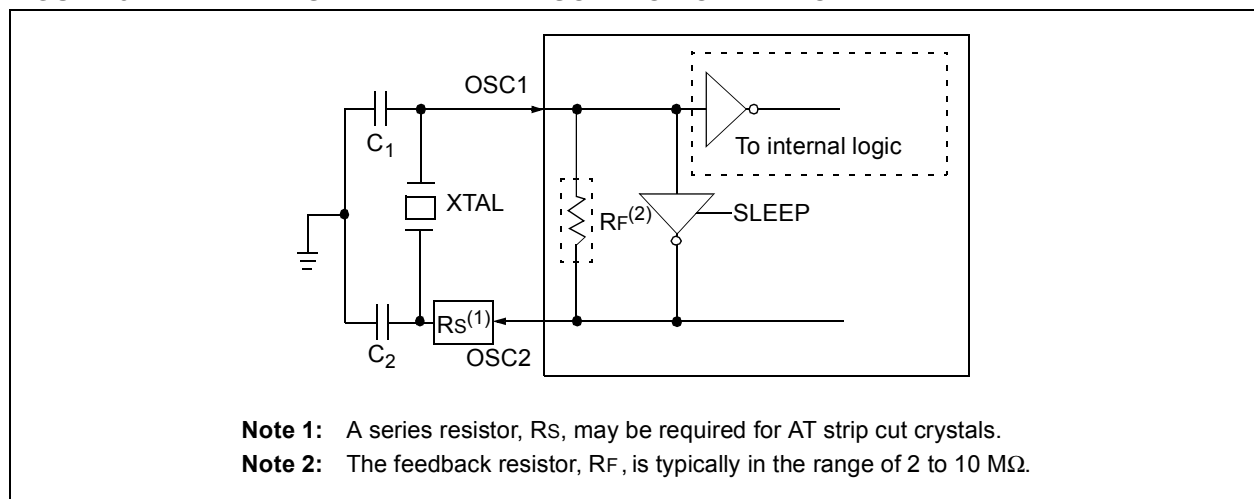 OSC1
C1
To internal logic
XTAL
RF(2)
SLEEP
RS(1)
C2
OSC2
Note 1: A series resistor, RS, may be required for AT strip cut crystals.
Note 2: The feedback resistor, RF, is typically in the range of 2 to 10 MΩ.